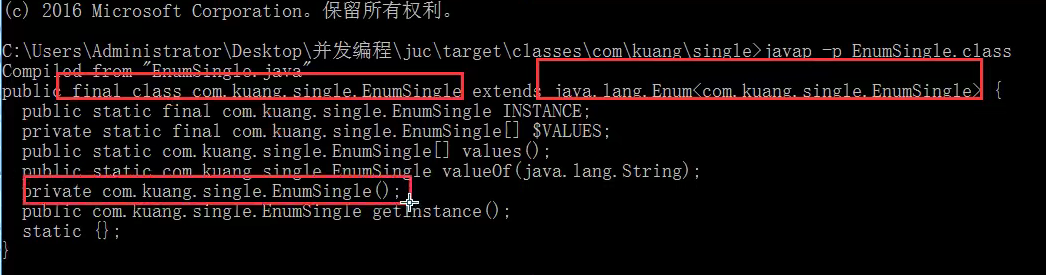 (c) 2016 Microsoft Corporation。保留所有权利。
C:\Users\Administrator\Desktop\并发编程\juc\target\classes\com\kuang\single>javap -p EnumSingle.class
Compiled from "EnumSingle.java"
public final class com.kuang.single.EnumSingle extends java.lang.Enum<com.kuang.single.EnumSingle> {
public static final com.kuang.single.EnumSingle INSTANCE;
private static final com.kuang.single.EnumSingle[] $VALUES;
public static com.kuang.single.EnumSingle[] values();
public static com.kuang.single.EnumSingle valueOf(java.lang.String);
private com.kuang.single.EnumSingle();
public com.kuang.single.EnumSingle getInstance();
static {};
}